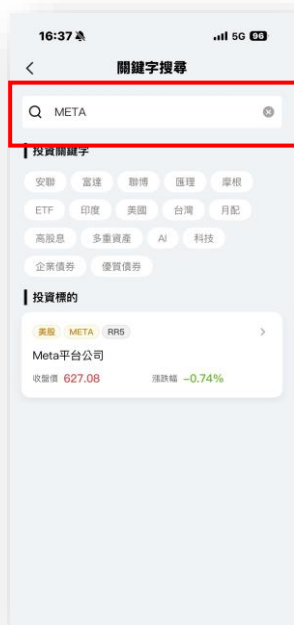 16:37 5G 96
關鍵字搜尋
META
投資關鍵字
安聯 富達 聯博 匯理 摩根
ETF 印度 美國 台灣 月配
高股息 多重資產 AI 科技
企業債券 優質債券
投資標的
美股 META RR5
Meta平台公司
收盤價 627.08 漲跌幅 -0.74%